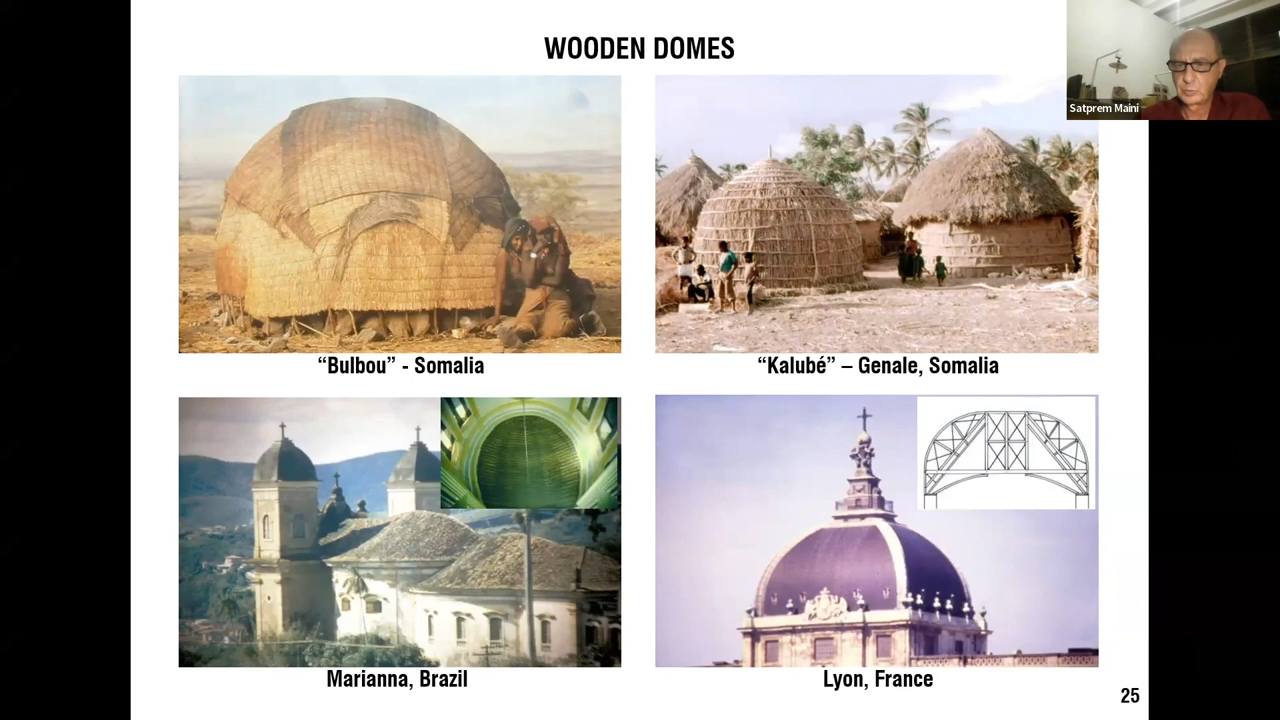 WOODEN DOMES
Satprem Maini
“Bulbou” - Somalia
“Kalubé” – Genale, Somalia
Marianna, Brazil
Lyon, France
25